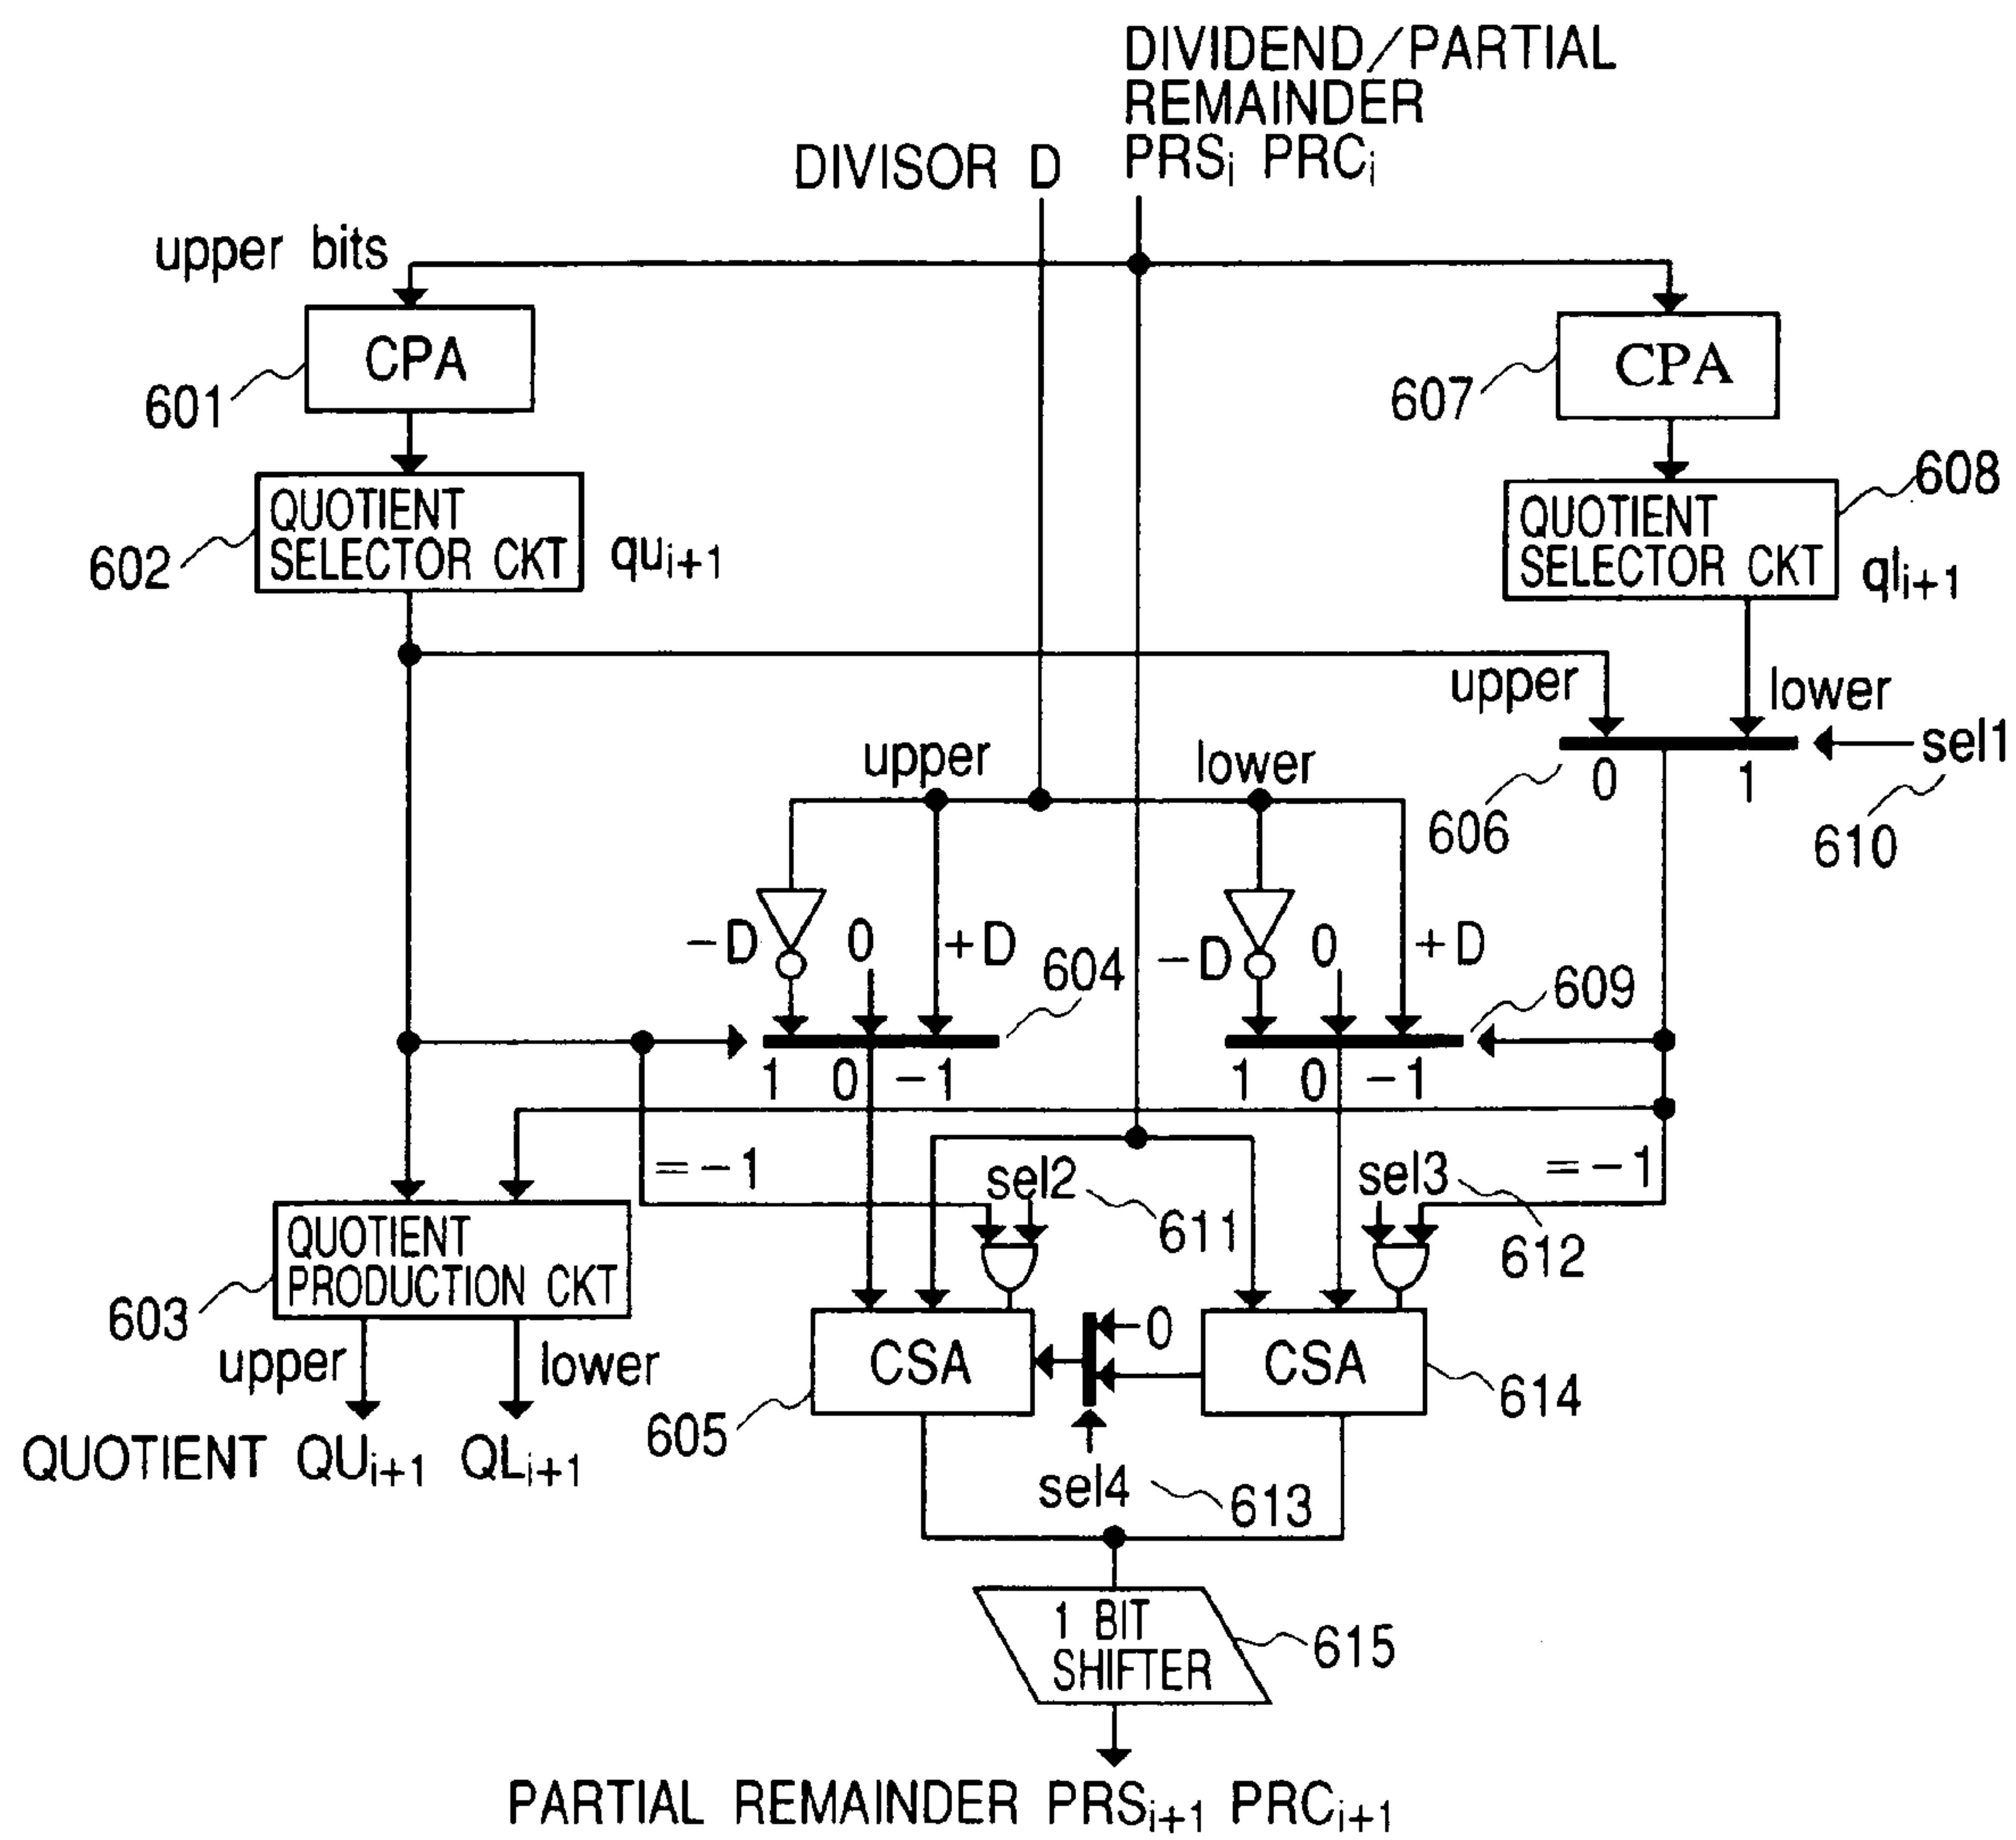 DIVIDEND/PARTIAL
REMAINDER
PRSi PRCi
DIVISOR D
upper bits
CPA
601
CPA
607
QUOTIENT
SELECTOR CKT
602
qui+1
QUOTIENT
SELECTOR CKT
608
qli+1
upper
lower
sel1
0
1
606
610
upper
lower
-D
0
+D
604
-D
0
+D
609
1
0
-1
1
0
-1
=-1
sel2
611
sel3
=-1
612
QUOTIENT
PRODUCTION CKT
603
upper
lower
QUOTIENT QUi+1 QLi+1
CSA
605
0
CSA
614
sel4
613
1 BIT
SHIFTER
615
PARTIAL REMAINDER PRSi+1 PRCi+1